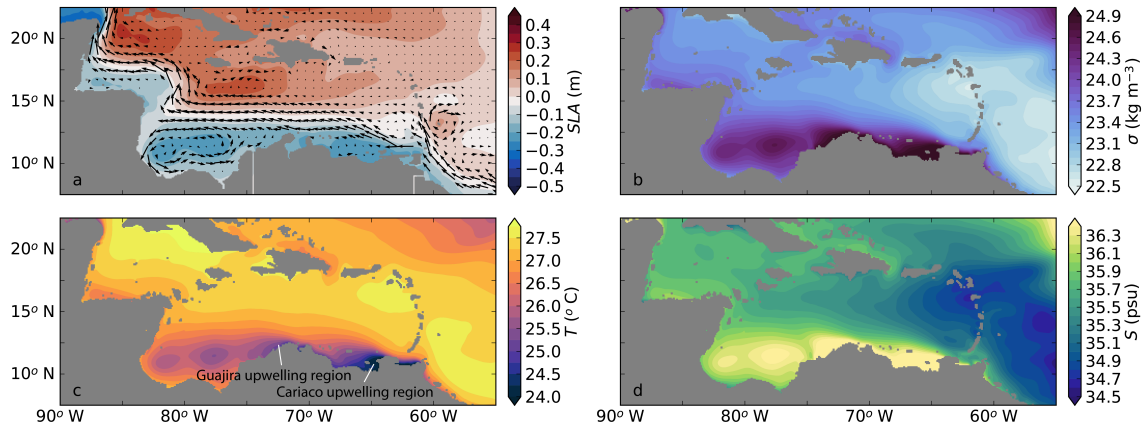 20° N
15° N
10° N
a
0.4
0.3
0.2
0.1
0.0
−0.1
−0.2
−0.3
−0.4
−0.5
SLA (m)
b
24.9
24.6
24.3
24.0
23.7
23.4
23.1
22.8
22.5
σ (kg m⁻³)
20° N
15° N
10° N
c
Guajira upwelling region
Cariaco upwelling region
90° W
80° W
70° W
60° W
27.5
27.0
26.5
26.0
25.5
25.0
24.5
24.0
T (° C)
d
90° W
80° W
70° W
60° W
36.3
36.1
35.9
35.7
35.5
35.3
35.1
34.9
34.7
34.5
S (psu)